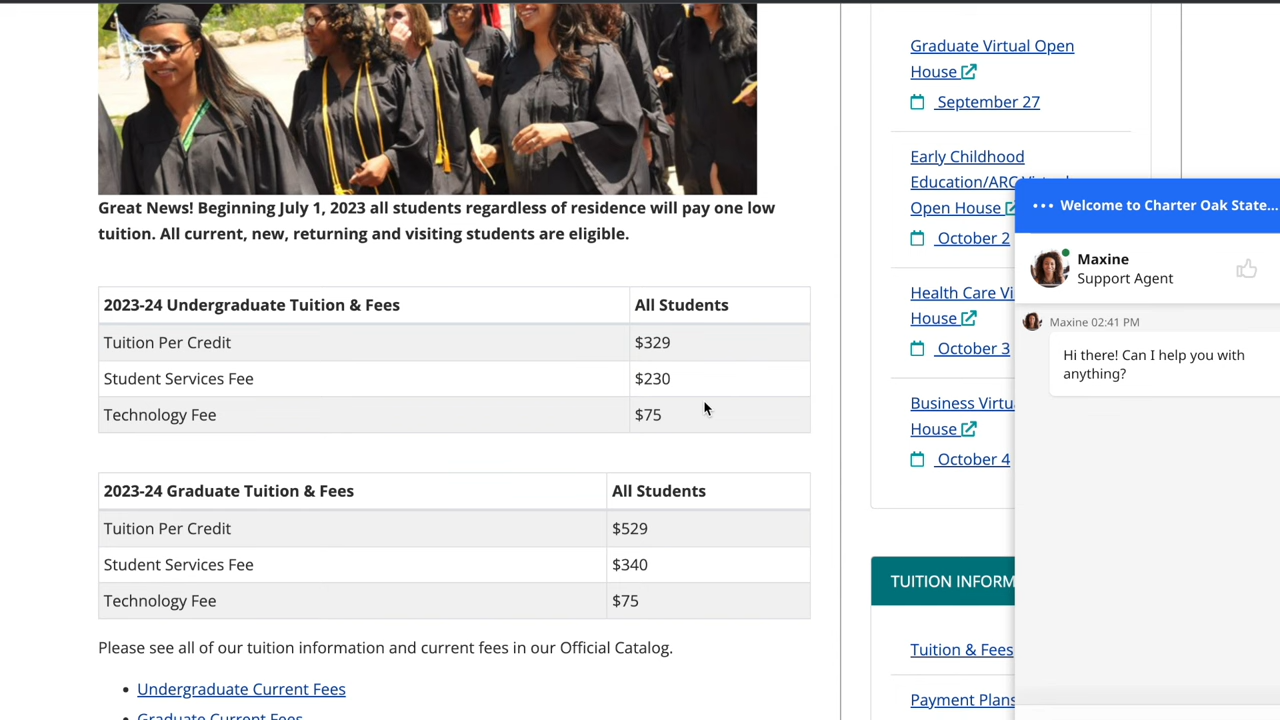 Great News! Beginning July 1, 2023 all students regardless of residence will pay one low
tuition. All current, new, returning and visiting students are eligible.
2023-24 Undergraduate Tuition & Fees All Students
Tuition Per Credit $329
Student Services Fee $230
Technology Fee $75
2023-24 Graduate Tuition & Fees All Students
Tuition Per Credit $529
Student Services Fee $340
Technology Fee $75
Please see all of our tuition information and current fees in our Official Catalog.
• Undergraduate Current Fees
Graduate Current Fees
Graduate Virtual Open
House
September 27
Early Childhood
Education/ARC
Open House
October 2
Health Care Vi
House
October 3
Business Virtu
House
October 4
TUITION INFORM
Tuition & Fees
Payment Plans
••• Welcome to Charter Oak State...
Maxine
Support Agent
Maxine 02:41 PM
Hi there! Can I help you with
anything?